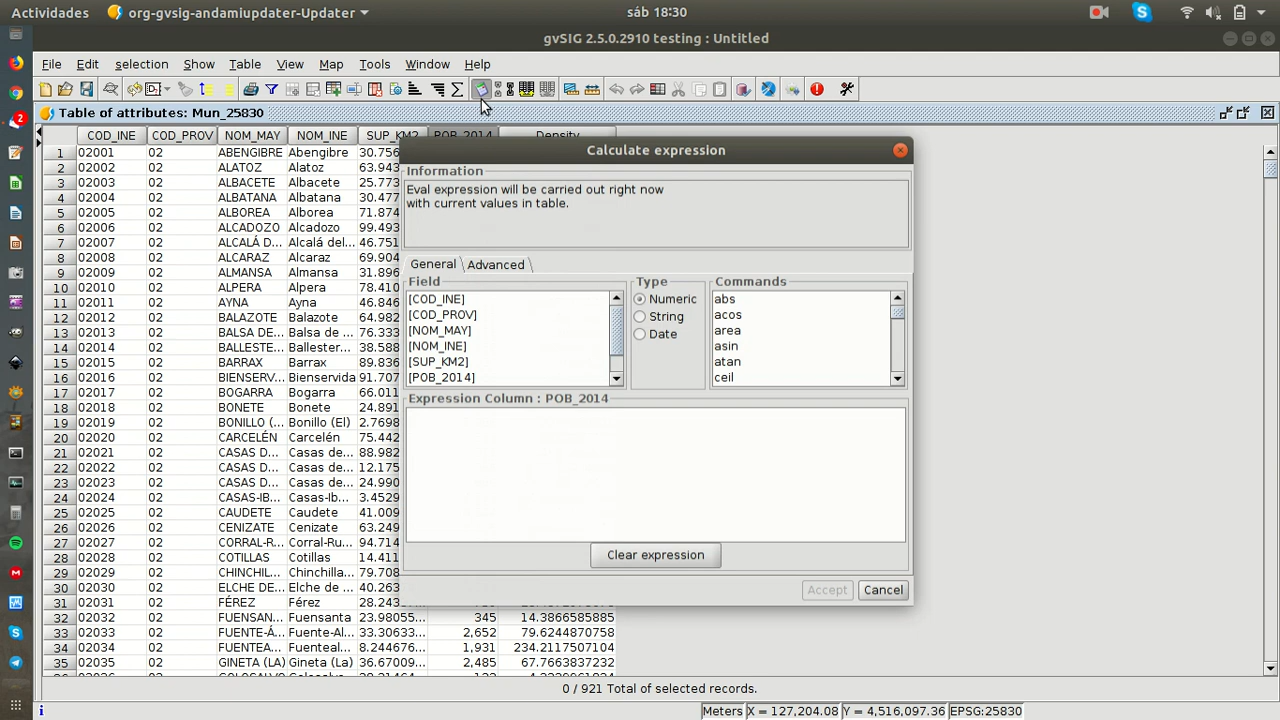 Actividades org-gvsig-andamiupdater-Updater sáb 18:30
gvSIG 2.5.0.2910 testing : Untitled
File Edit selection Show Table View Map Tools Window Help
Table of attributes: Mun_25830
COD_INE COD_PROV NOM_MAY NOM_INE SUP_KM2 POB_2014 Density
1 02001 02 ABENGIBRE Abengibre 30.756
2 02002 02 ALATOZ Alatoz 63.943
3 02003 02 ALBACETE Albacete 25.773
4 02004 02 ALBATANA Albatana 30.477
5 02005 02 ALBOREA Alborea 71.874
6 02006 02 ALCADOZO Alcadozo 99.493
7 02007 02 ALCALÁ D... Alcalá del... 46.751
8 02008 02 ALCARAZ Alcaraz 69.904
9 02009 02 ALMANSA Almansa 31.896
10 02010 02 ALPERA Alpera 78.410
11 02011 02 AYNA Ayna 46.846
12 02012 02 BALAZOTE Balazote 64.982
13 02013 02 BALSA DE... Balsa de ... 76.333
14 02014 02 BALLESTE... Ballester... 38.588
15 02015 02 BARRAX Barrax 89.836
16 02016 02 BIENSERV... Bienservida 91.707
17 02017 02 BOGARRA Bogarra 66.011
18 02018 02 BONETE Bonete 24.891
19 02019 02 BONILLO (... Bonillo (El) 2.7696
20 02020 02 CARCELÉN Carcelén 75.442
21 02021 02 CASAS D... Casas de... 88.982
22 02022 02 CASAS D... Casas de... 12.175
23 02023 02 CASAS D... Casas de... 24.990
24 02024 02 CASAS-IB... Casas-Ib... 3.4529
25 02025 02 CAUDETE Caudete 41.009
26 02026 02 CENIZATE Cenizate 63.249
27 02027 02 CORRAL-... Corral-Ru... 94.714
28 02028 02 COTILLAS Cotillas 14.411
29 02029 02 CHINCHIL... Chinchilla... 79.708
30 02030 02 ELCHE DE... Elche de ... 40.263
31 02031 02 FÉREZ Férez 28.243
32 02032 02 FUENSAN... Fuensanta 23.98055... 345 14.3866585885
33 02033 02 FUENTE-Á... Fuente-Al... 33.30633... 2,652 79.6244870758
34 02034 02 FUENTEA... Fuenteal... 8.244676... 1,931 234.2117507104
35 02035 02 GINETA (LA) Gineta (La) 36.67009... 2,485 67.7663837232
Calculate expression
Information
Eval expression will be carried out right now
with current values in table.
General Advanced
Field Type Commands
[COD_INE] Numeric abs
[COD_PROV] String acos
[NOM_MAY] Date area
[NOM_INE] asin
[SUP_KM2] atan
[POB_2014] ceil
Expression Column : POB_2014
Clear expression
Accept Cancel
0 / 921 Total of selected records.
Meters X = 127,204.08 Y = 4,516,097.36 EPSG:25830